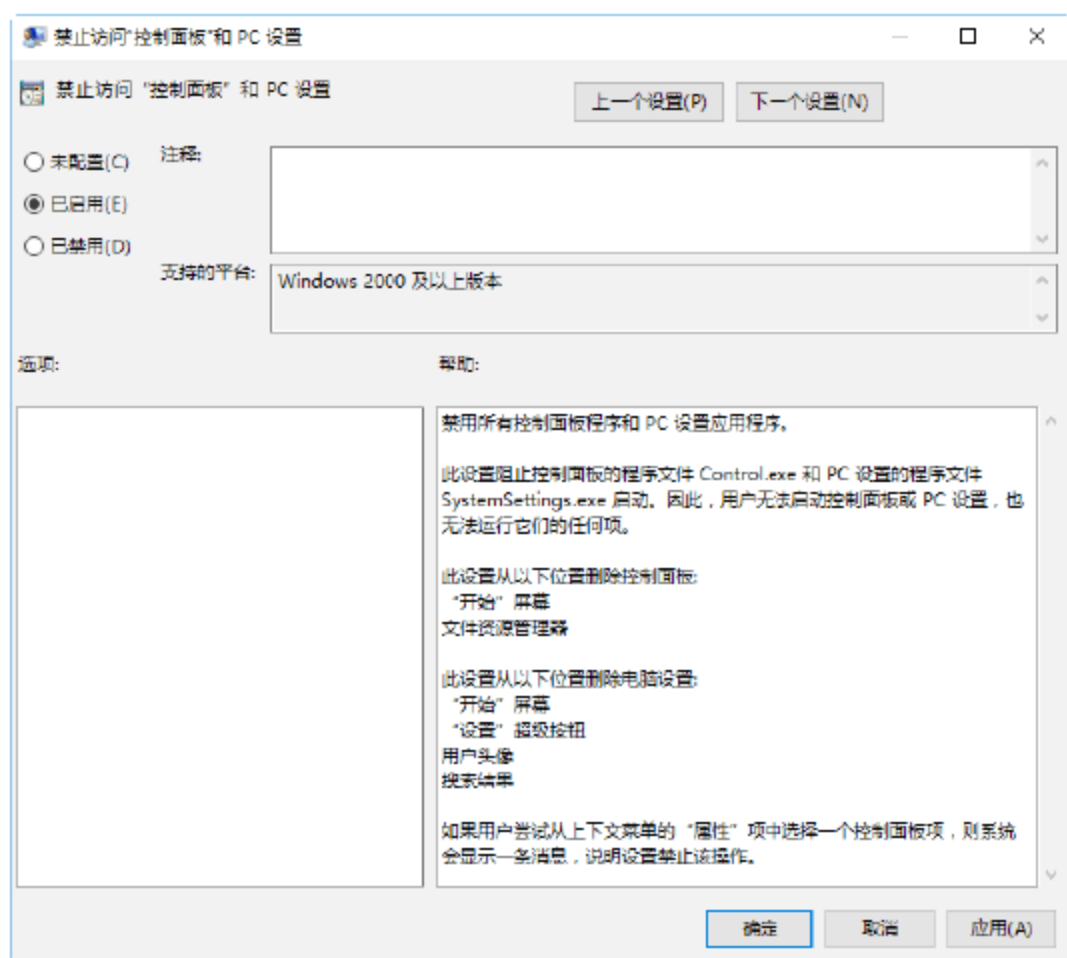 禁止访问"控制面板"和 PC 设置
禁止访问 “控制面板” 和 PC 设置
上一个设置(P)
下一个设置(N)
未配置(C)
注释:
已启用(E)
已禁用(D)
支持的平台:
Windows 2000 及以上版本
选项:
帮助:
禁用所有控制面板程序和 PC 设置应用程序。
此设置阻止控制面板的程序文件 Control.exe 和 PC 设置的程序文件
SystemSettings.exe 启动。因此，用户无法启动控制面板或 PC 设置，也
无法运行它们的任何项。
此设置从以下位置删除控制面板:
“开始” 屏幕
文件资源管理器
此设置从以下位置删除电脑设置:
“开始” 屏幕
“设置” 超级按钮
用户头像
搜索结果
如果用户尝试从上下文菜单的 “属性” 项中选择一个控制面板项，则系统
会显示一条消息，说明设置禁止该操作。
确定
取消
应用(A)